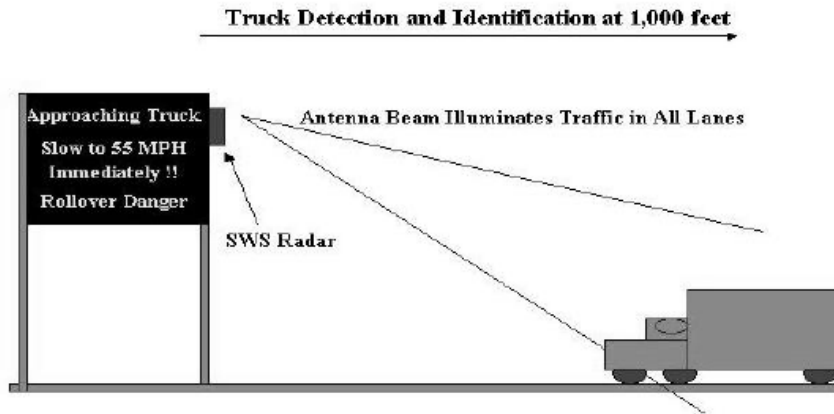 Truck Detection and Identification at 1,000 feet
Approaching Truck
Slow to 55 MPH
Immediately !!
Rollover Danger
Antenna Beam Illuminates Traffic in All Lanes
SWS Radar